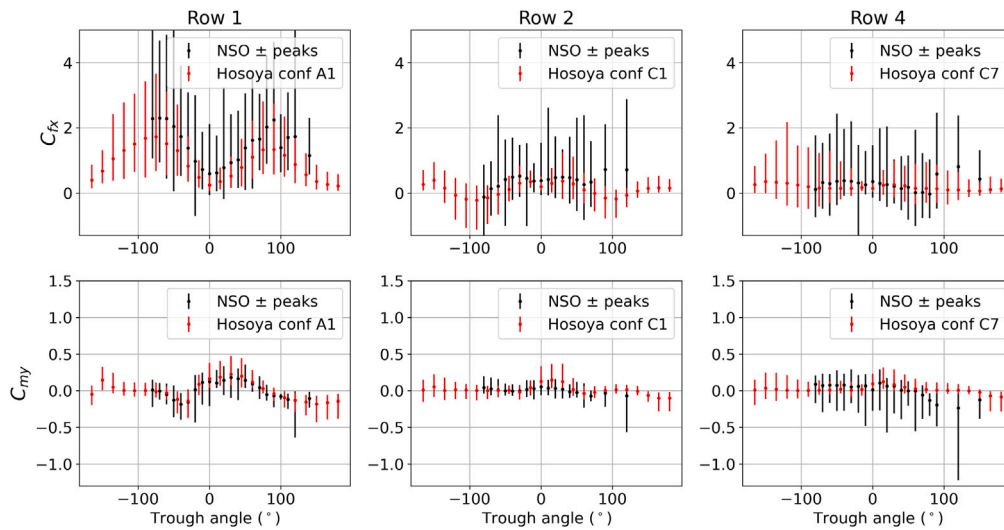 Row 1
Row 2
Row 4
C_fx
4
2
0
NSO ± peaks
Hosoya conf A1
−100
0
100
4
2
0
NSO ± peaks
Hosoya conf C1
−100
0
100
4
2
0
NSO ± peaks
Hosoya conf C7
−100
0
100
C_my
1.5
1.0
0.5
0.0
−0.5
−1.0
NSO ± peaks
Hosoya conf A1
−100
0
100
Trough angle (°)
1.5
1.0
0.5
0.0
−0.5
−1.0
NSO ± peaks
Hosoya conf C1
−100
0
100
Trough angle (°)
1.5
1.0
0.5
0.0
−0.5
−1.0
NSO ± peaks
Hosoya conf C7
−100
0
100
Trough angle (°)